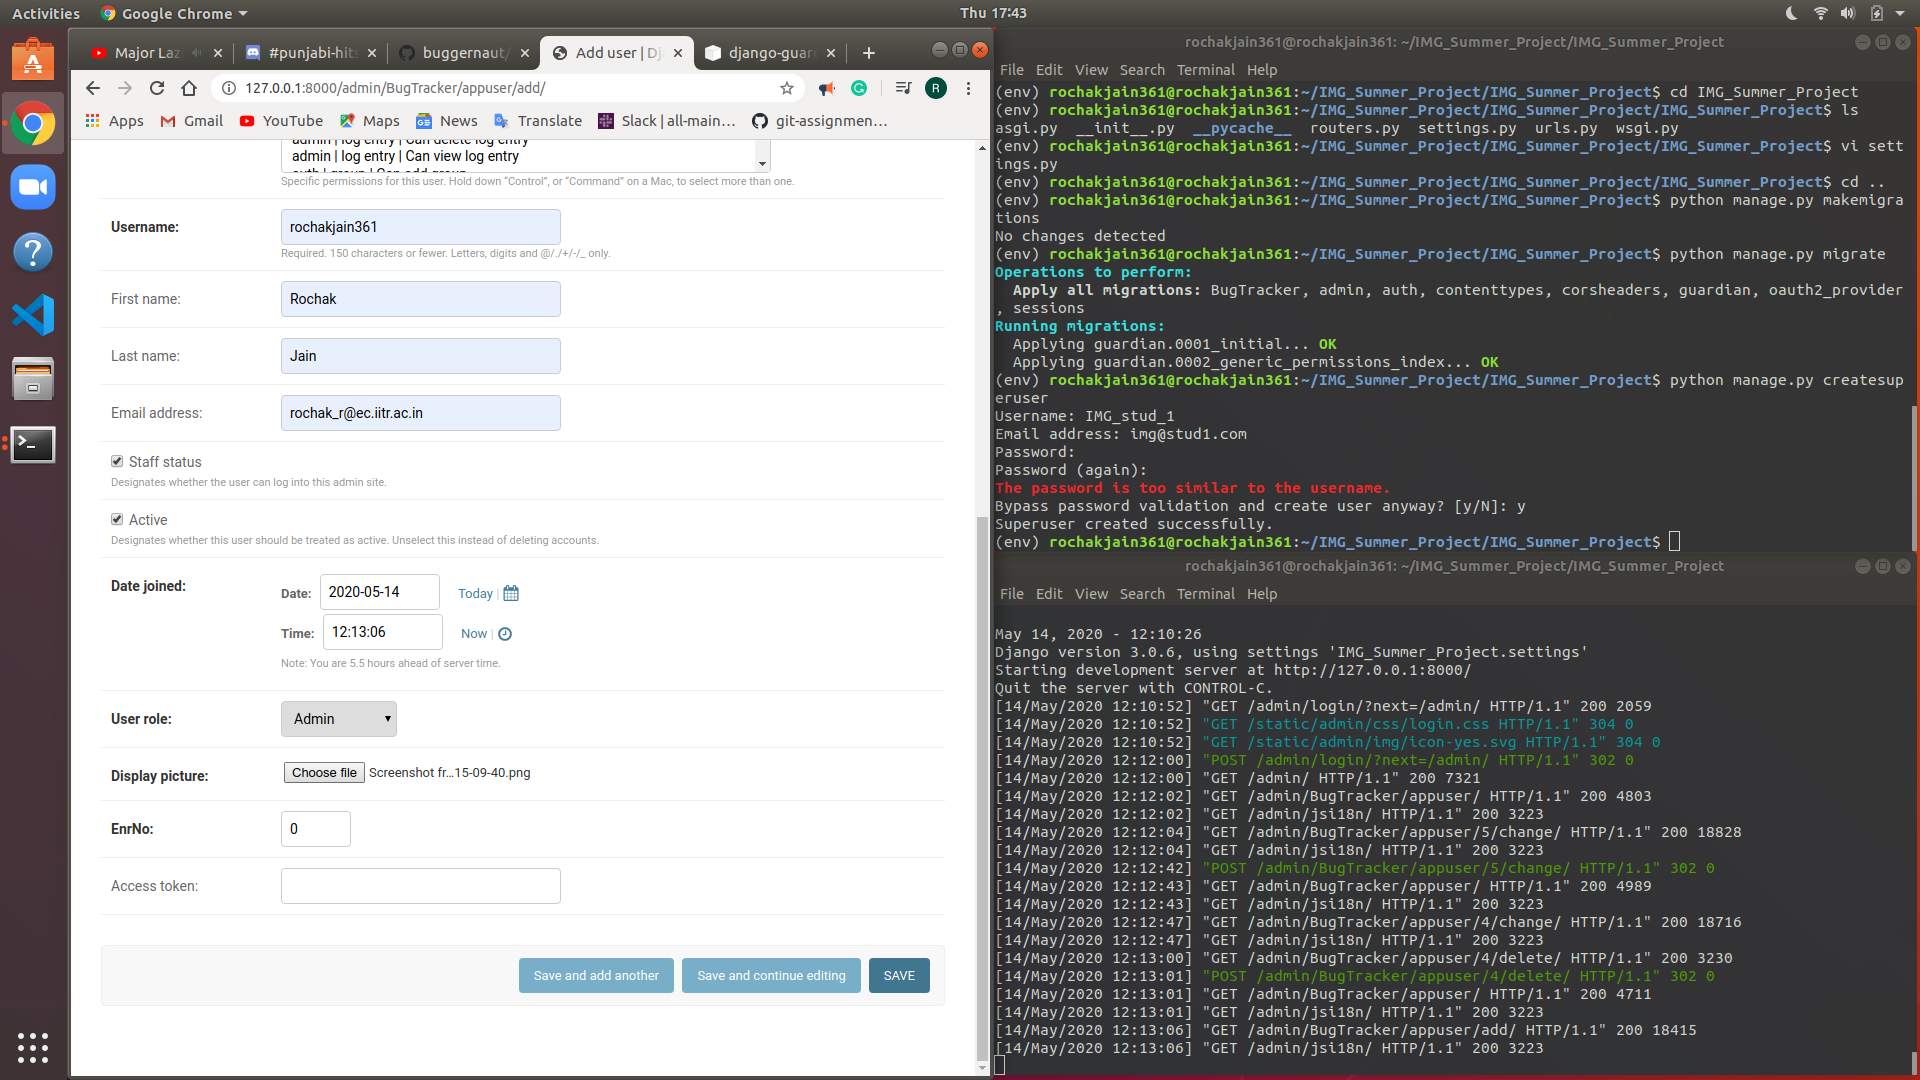 Activities
Google Chrome
Thu 17:43
Major Laz
#punjabi-hits
buggernaut/
Add user | Dj
django-guar
127.0.0.1:8000/admin/BugTracker/appuser/add/
R
Apps
Gmail
YouTube
Maps
News
Translate
Slack | all-main...
git-assignmen...
admin | log entry | Can delete log entry
admin | log entry | Can view log entry
auth | group | Can add group
Specific permissions for this user. Hold down “Control”, or “Command” on a Mac, to select more than one.
Username:
rochakjain361
Required. 150 characters or fewer. Letters, digits and @/./+/-/_ only.
First name:
Rochak
Last name:
Jain
Email address:
rochak_r@ec.iitr.ac.in
Staff status
Designates whether the user can log into this admin site.
Active
Designates whether this user should be treated as active. Unselect this instead of deleting accounts.
Date joined:
Date: 2020-05-14 Today |
Time: 12:13:06 Now |
Note: You are 5.5 hours ahead of server time.
User role:
Admin
Display picture:
Choose file Screenshot fr...15-09-40.png
EnrNo:
0
Access token:
Save and add another
Save and continue editing
SAVE
rochakjain361@rochakjain361: ~/IMG_Summer_Project/IMG_Summer_Project
File Edit View Search Terminal Help
(env) rochakjain361@rochakjain361:~/IMG_Summer_Project/IMG_Summer_Project$ cd IMG_Summer_Project
(env) rochakjain361@rochakjain361:~/IMG_Summer_Project/IMG_Summer_Project/IMG_Summer_Project$ ls
asgi.py __init__.py __pycache__ routers.py settings.py urls.py wsgi.py
(env) rochakjain361@rochakjain361:~/IMG_Summer_Project/IMG_Summer_Project/IMG_Summer_Project$ vi sett
ings.py
(env) rochakjain361@rochakjain361:~/IMG_Summer_Project/IMG_Summer_Project/IMG_Summer_Project$ cd ..
(env) rochakjain361@rochakjain361:~/IMG_Summer_Project/IMG_Summer_Project$ python manage.py makemigra
tions
No changes detected
(env) rochakjain361@rochakjain361:~/IMG_Summer_Project/IMG_Summer_Project$ python manage.py migrate
Operations to perform:
Apply all migrations: BugTracker, admin, auth, contenttypes, corsheaders, guardian, oauth2_provider
, sessions
Running migrations:
Applying guardian.0001_initial... OK
Applying guardian.0002_generic_permissions_index... OK
(env) rochakjain361@rochakjain361:~/IMG_Summer_Project/IMG_Summer_Project$ python manage.py createsup
eruser
Username: IMG_stud_1
Email address: img@stud1.com
Password:
Password (again):
The password is too similar to the username.
Bypass password validation and create user anyway? [y/N]: y
Superuser created successfully.
(env) rochakjain361@rochakjain361:~/IMG_Summer_Project/IMG_Summer_Project$
rochakjain361@rochakjain361: ~/IMG_Summer_Project/IMG_Summer_Project
File Edit View Search Terminal Help
May 14, 2020 - 12:10:26
Django version 3.0.6, using settings 'IMG_Summer_Project.settings'
Starting development server at http://127.0.0.1:8000/
Quit the server with CONTROL-C.
[14/May/2020 12:10:52] "GET /admin/login/?next=/admin/ HTTP/1.1" 200 2059
[14/May/2020 12:10:52] "GET /static/admin/css/login.css HTTP/1.1" 304 0
[14/May/2020 12:10:52] "GET /static/admin/img/icon-yes.svg HTTP/1.1" 304 0
[14/May/2020 12:12:00] "POST /admin/login/?next=/admin/ HTTP/1.1" 302 0
[14/May/2020 12:12:00] "GET /admin/ HTTP/1.1" 200 7321
[14/May/2020 12:12:02] "GET /admin/BugTracker/appuser/ HTTP/1.1" 200 4803
[14/May/2020 12:12:02] "GET /admin/jsi18n/ HTTP/1.1" 200 3223
[14/May/2020 12:12:04] "GET /admin/BugTracker/appuser/5/change/ HTTP/1.1" 200 18828
[14/May/2020 12:12:04] "GET /admin/jsi18n/ HTTP/1.1" 200 3223
[14/May/2020 12:12:42] "POST /admin/BugTracker/appuser/5/change/ HTTP/1.1" 302 0
[14/May/2020 12:12:43] "GET /admin/BugTracker/appuser/ HTTP/1.1" 200 4989
[14/May/2020 12:12:43] "GET /admin/jsi18n/ HTTP/1.1" 200 3223
[14/May/2020 12:12:47] "GET /admin/BugTracker/appuser/4/change/ HTTP/1.1" 200 18716
[14/May/2020 12:12:47] "GET /admin/jsi18n/ HTTP/1.1" 200 3223
[14/May/2020 12:13:00] "GET /admin/BugTracker/appuser/4/delete/ HTTP/1.1" 200 3230
[14/May/2020 12:13:01] "POST /admin/BugTracker/appuser/4/delete/ HTTP/1.1" 302 0
[14/May/2020 12:13:01] "GET /admin/BugTracker/appuser/ HTTP/1.1" 200 4711
[14/May/2020 12:13:01] "GET /admin/jsi18n/ HTTP/1.1" 200 3223
[14/May/2020 12:13:06] "GET /admin/BugTracker/appuser/add/ HTTP/1.1" 200 18415
[14/May/2020 12:13:06] "GET /admin/jsi18n/ HTTP/1.1" 200 3223